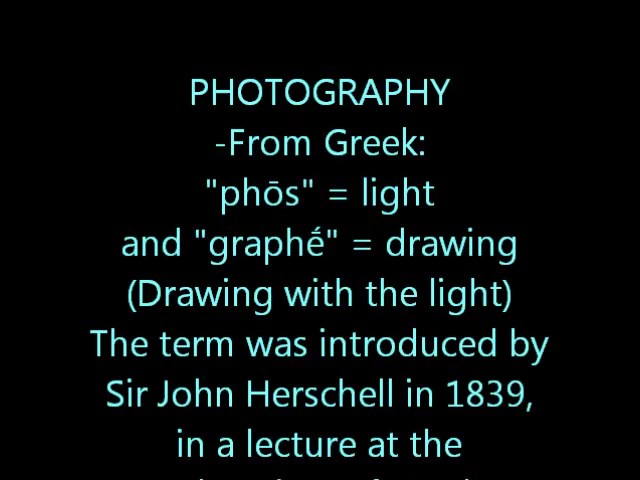 PHOTOGRAPHY
-From Greek:
"phōs" = light
and "graphḗ" = drawing
(Drawing with the light)
The term was introduced by
Sir John Herschell in 1839,
in a lecture at the